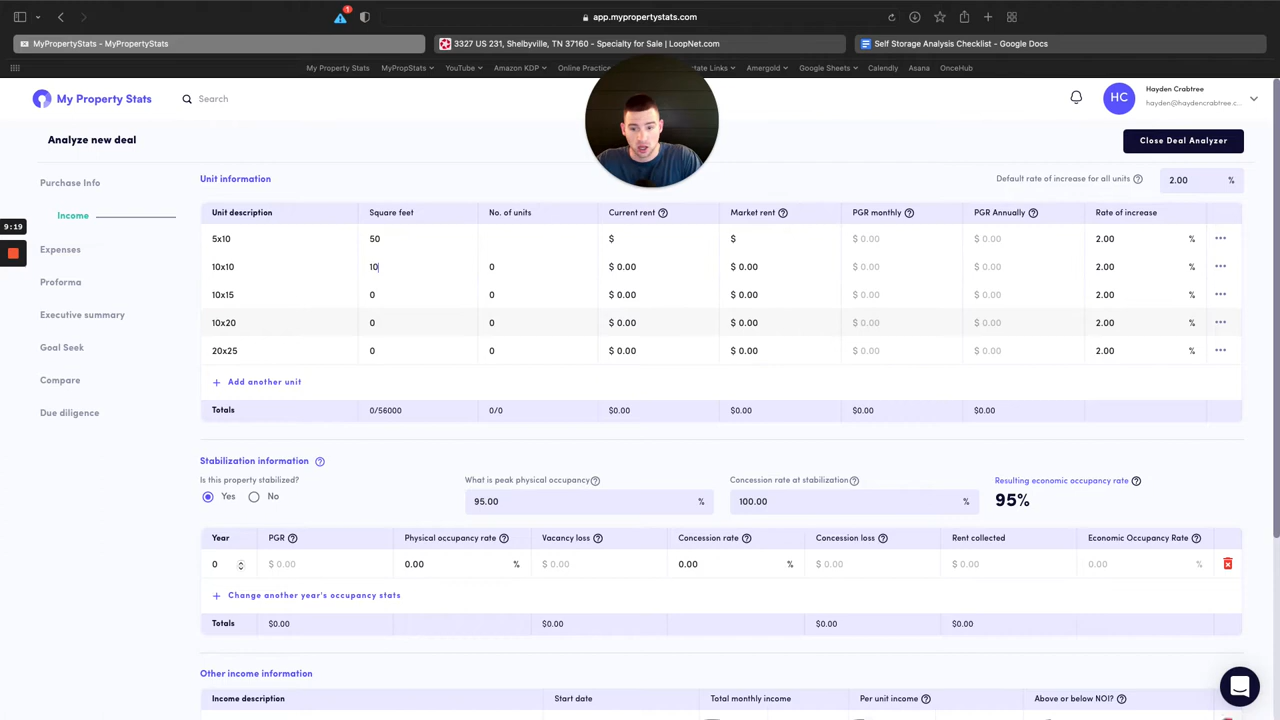 1
app.mypropertystats.com
MyPropertyStats - MyPropertyStats
3327 US 231, Shelbyville, TN 37160 - Specialty for Sale | LoopNet.com
Self Storage Analysis Checklist - Google Docs
My Property Stats MyPropStats YouTube Amazon KDP Online Practice estate Links Amergold Google Sheets Calendly Asana OnceHub
My Property Stats
Search
HC
Hayden Crabtree
hayden@haydencrabtree.c...
Analyze new deal
Close Deal Analyzer
Purchase Info
Income
9:19
Expenses
Proforma
Executive summary
Goal Seek
Compare
Due diligence
Unit information
Default rate of increase for all units ? 2.00 %
Unit description Square feet No. of units Current rent ? Market rent ? PGR monthly ? PGR Annually ? Rate of increase
5x10 50 $ $ $ 0.00 $ 0.00 2.00 % ...
10x10 10 0 $ 0.00 $ 0.00 $ 0.00 $ 0.00 2.00 % ...
10x15 0 0 $ 0.00 $ 0.00 $ 0.00 $ 0.00 2.00 % ...
10x20 0 0 $ 0.00 $ 0.00 $ 0.00 $ 0.00 2.00 % ...
20x25 0 0 $ 0.00 $ 0.00 $ 0.00 $ 0.00 2.00 % ...
+ Add another unit
Totals 0/56000 0/0 $0.00 $0.00 $0.00 $0.00
Stabilization information ?
Is this property stabilized?
Yes No
What is peak physical occupancy ?
95.00 %
Concession rate at stabilization ?
100.00 %
Resulting economic occupancy rate ?
95%
Year PGR ? Physical occupancy rate ? Vacancy loss ? Concession rate ? Concession loss ? Rent collected Economic Occupancy Rate ?
0 $ 0.00 0.00 % $ 0.00 0.00 % $ 0.00 $ 0.00 0.00 %
+ Change another year's occupancy stats
Totals $0.00 $0.00 $0.00 $0.00
Other income information
Income description Start date Total monthly income Per unit income ? Above or below NOI? ?